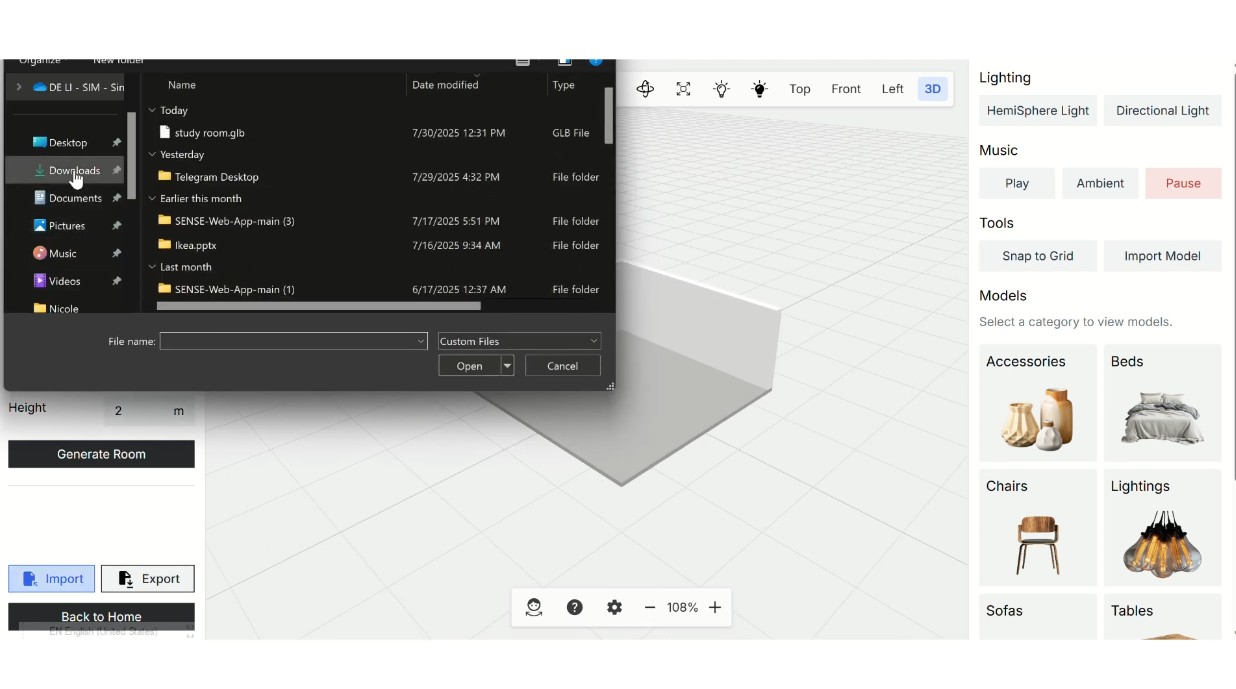 Organize
New folder
DE LI - SIM - Sin
Name
Date modified
Type
Today
study room.glb
7/30/2025 12:31 PM
GLB File
Yesterday
Telegram Desktop
7/29/2025 4:32 PM
File folder
Earlier this month
SENSE-Web-App-main (3)
7/17/2025 5:51 PM
File folder
Ikea.pptx
7/16/2025 9:34 AM
File folder
Last month
SENSE-Web-App-main (1)
6/17/2025 12:37 AM
File folder
Desktop
Downloads
Documents
Pictures
Music
Videos
Nicole
File name:
Custom Files
Open
Cancel
Height
2
m
Generate Room
Import
Export
Back to Home
EN English (United States)
Top
Front
Left
3D
108%
Lighting
HemiSphere Light
Directional Light
Music
Play
Ambient
Pause
Tools
Snap to Grid
Import Model
Models
Select a category to view models.
Accessories
Beds
Chairs
Lightings
Sofas
Tables